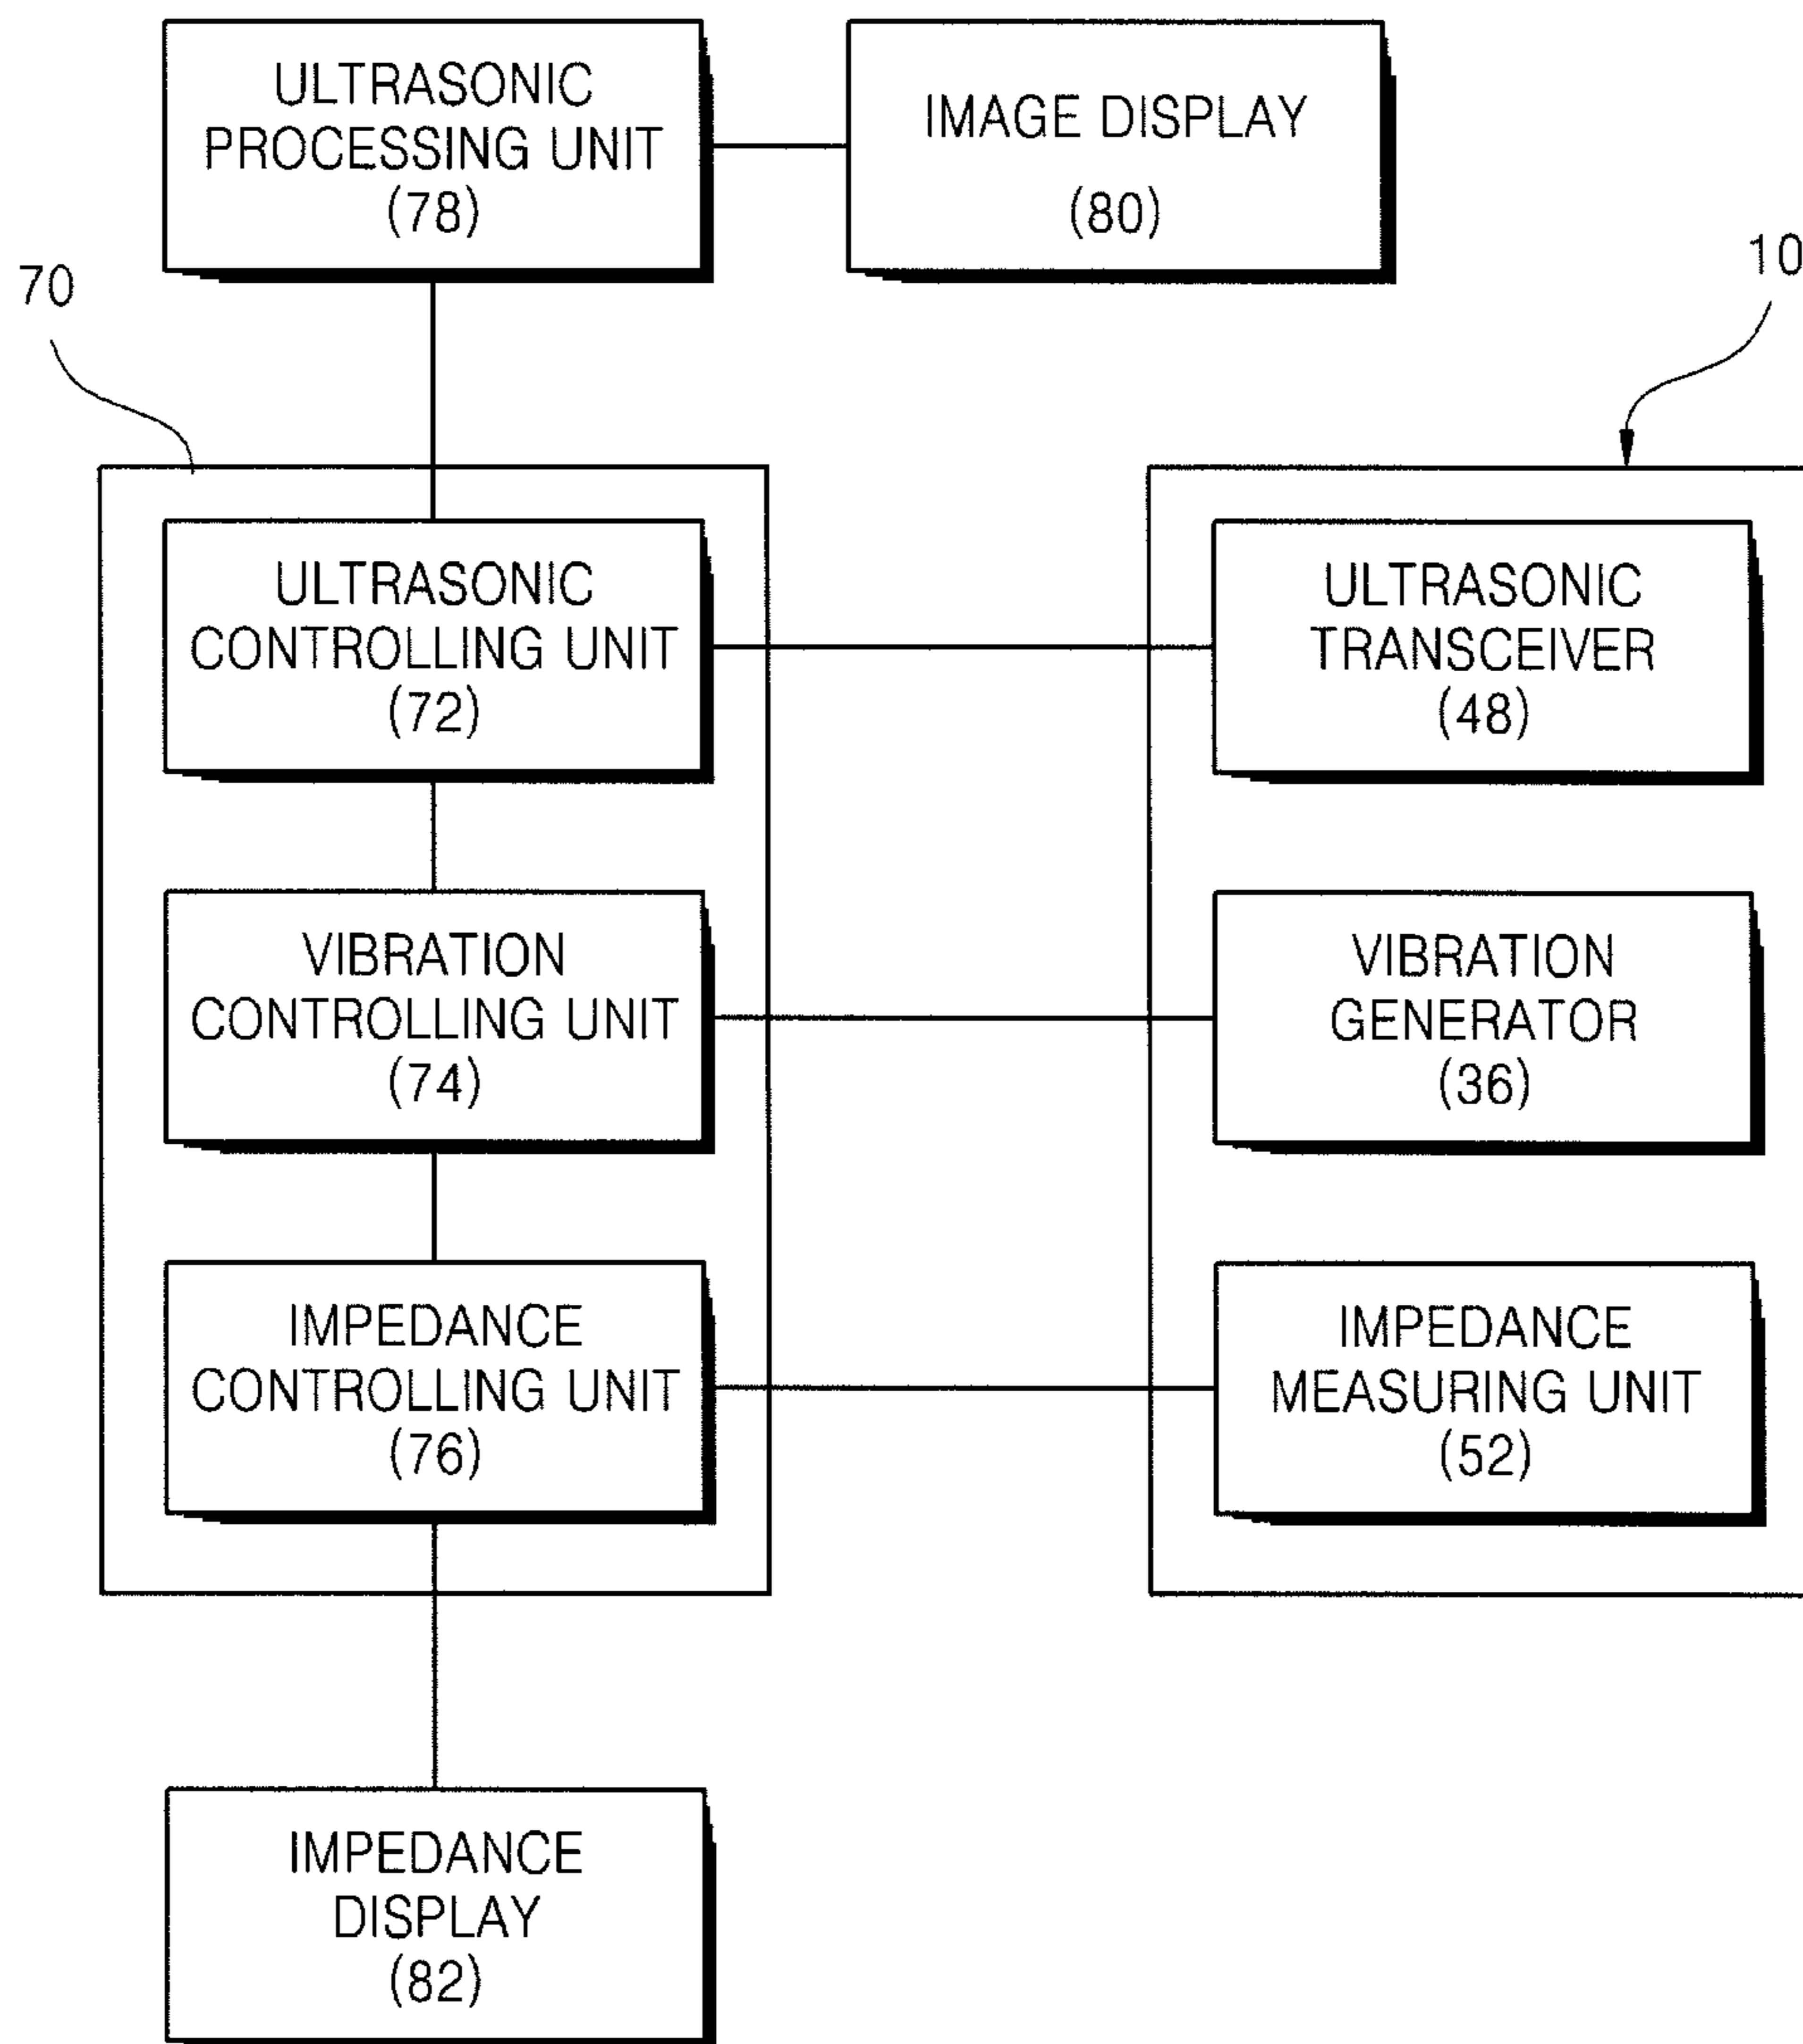 ULTRASONIC
PROCESSING UNIT
(78)
IMAGE DISPLAY
(80)
70
10
ULTRASONIC
CONTROLLING UNIT
(72)
ULTRASONIC
TRANSCEIVER
(48)
VIBRATION
CONTROLLING UNIT
(74)
VIBRATION
GENERATOR
(36)
IMPEDANCE
CONTROLLING UNIT
(76)
IMPEDANCE
MEASURING UNIT
(52)
IMPEDANCE
DISPLAY
(82)